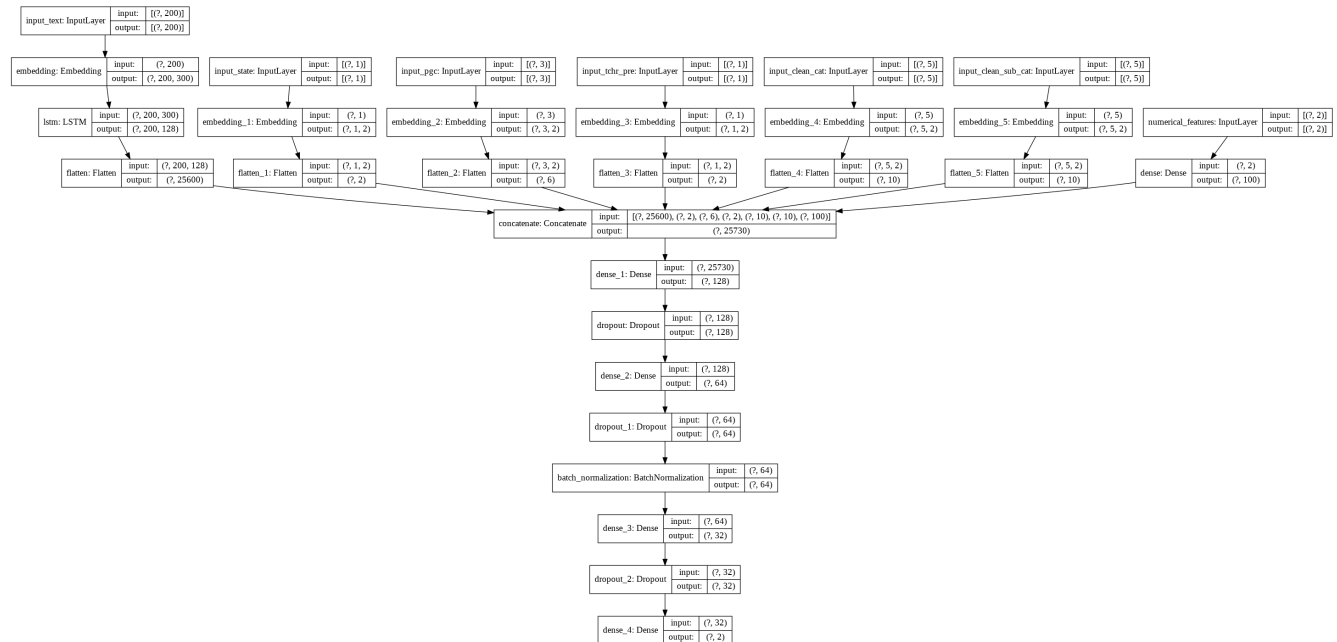 input_text: InputLayer input: [(?, 200)]
output: [(?, 200)]
embedding: Embedding input: (?, 200)
output: (?, 200, 300)
input_state: InputLayer input: [(?, 1)]
output: [(?, 1)]
input_pgc: InputLayer input: [(?, 3)]
output: [(?, 3)]
input_tchr_pre: InputLayer input: [(?, 1)]
output: [(?, 1)]
input_clean_cat: InputLayer input: [(?, 5)]
output: [(?, 5)]
input_clean_sub_cat: InputLayer input: [(?, 5)]
output: [(?, 5)]
lstm: LSTM input: (?, 200, 300)
output: (?, 200, 128)
embedding_1: Embedding input: (?, 1)
output: (?, 1, 2)
embedding_2: Embedding input: (?, 3)
output: (?, 3, 2)
embedding_3: Embedding input: (?, 1)
output: (?, 1, 2)
embedding_4: Embedding input: (?, 5)
output: (?, 5, 2)
embedding_5: Embedding input: (?, 5)
output: (?, 5, 2)
numerical_features: InputLayer input: [(?, 2)]
output: [(?, 2)]
flatten: Flatten input: (?, 200, 128)
output: (?, 25600)
flatten_1: Flatten input: (?, 1, 2)
output: (?, 2)
flatten_2: Flatten input: (?, 3, 2)
output: (?, 6)
flatten_3: Flatten input: (?, 1, 2)
output: (?, 2)
flatten_4: Flatten input: (?, 5, 2)
output: (?, 10)
flatten_5: Flatten input: (?, 5, 2)
output: (?, 10)
dense: Dense input: (?, 2)
output: (?, 100)
concatenate: Concatenate input: [(?, 25600), (?, 2), (?, 6), (?, 2), (?, 10), (?, 10), (?, 100)]
output: (?, 25730)
dense_1: Dense input: (?, 25730)
output: (?, 128)
dropout: Dropout input: (?, 128)
output: (?, 128)
dense_2: Dense input: (?, 128)
output: (?, 64)
dropout_1: Dropout input: (?, 64)
output: (?, 64)
batch_normalization: BatchNormalization input: (?, 64)
output: (?, 64)
dense_3: Dense input: (?, 64)
output: (?, 32)
dropout_2: Dropout input: (?, 32)
output: (?, 32)
dense_4: Dense input: (?, 32)
output: (?, 2)